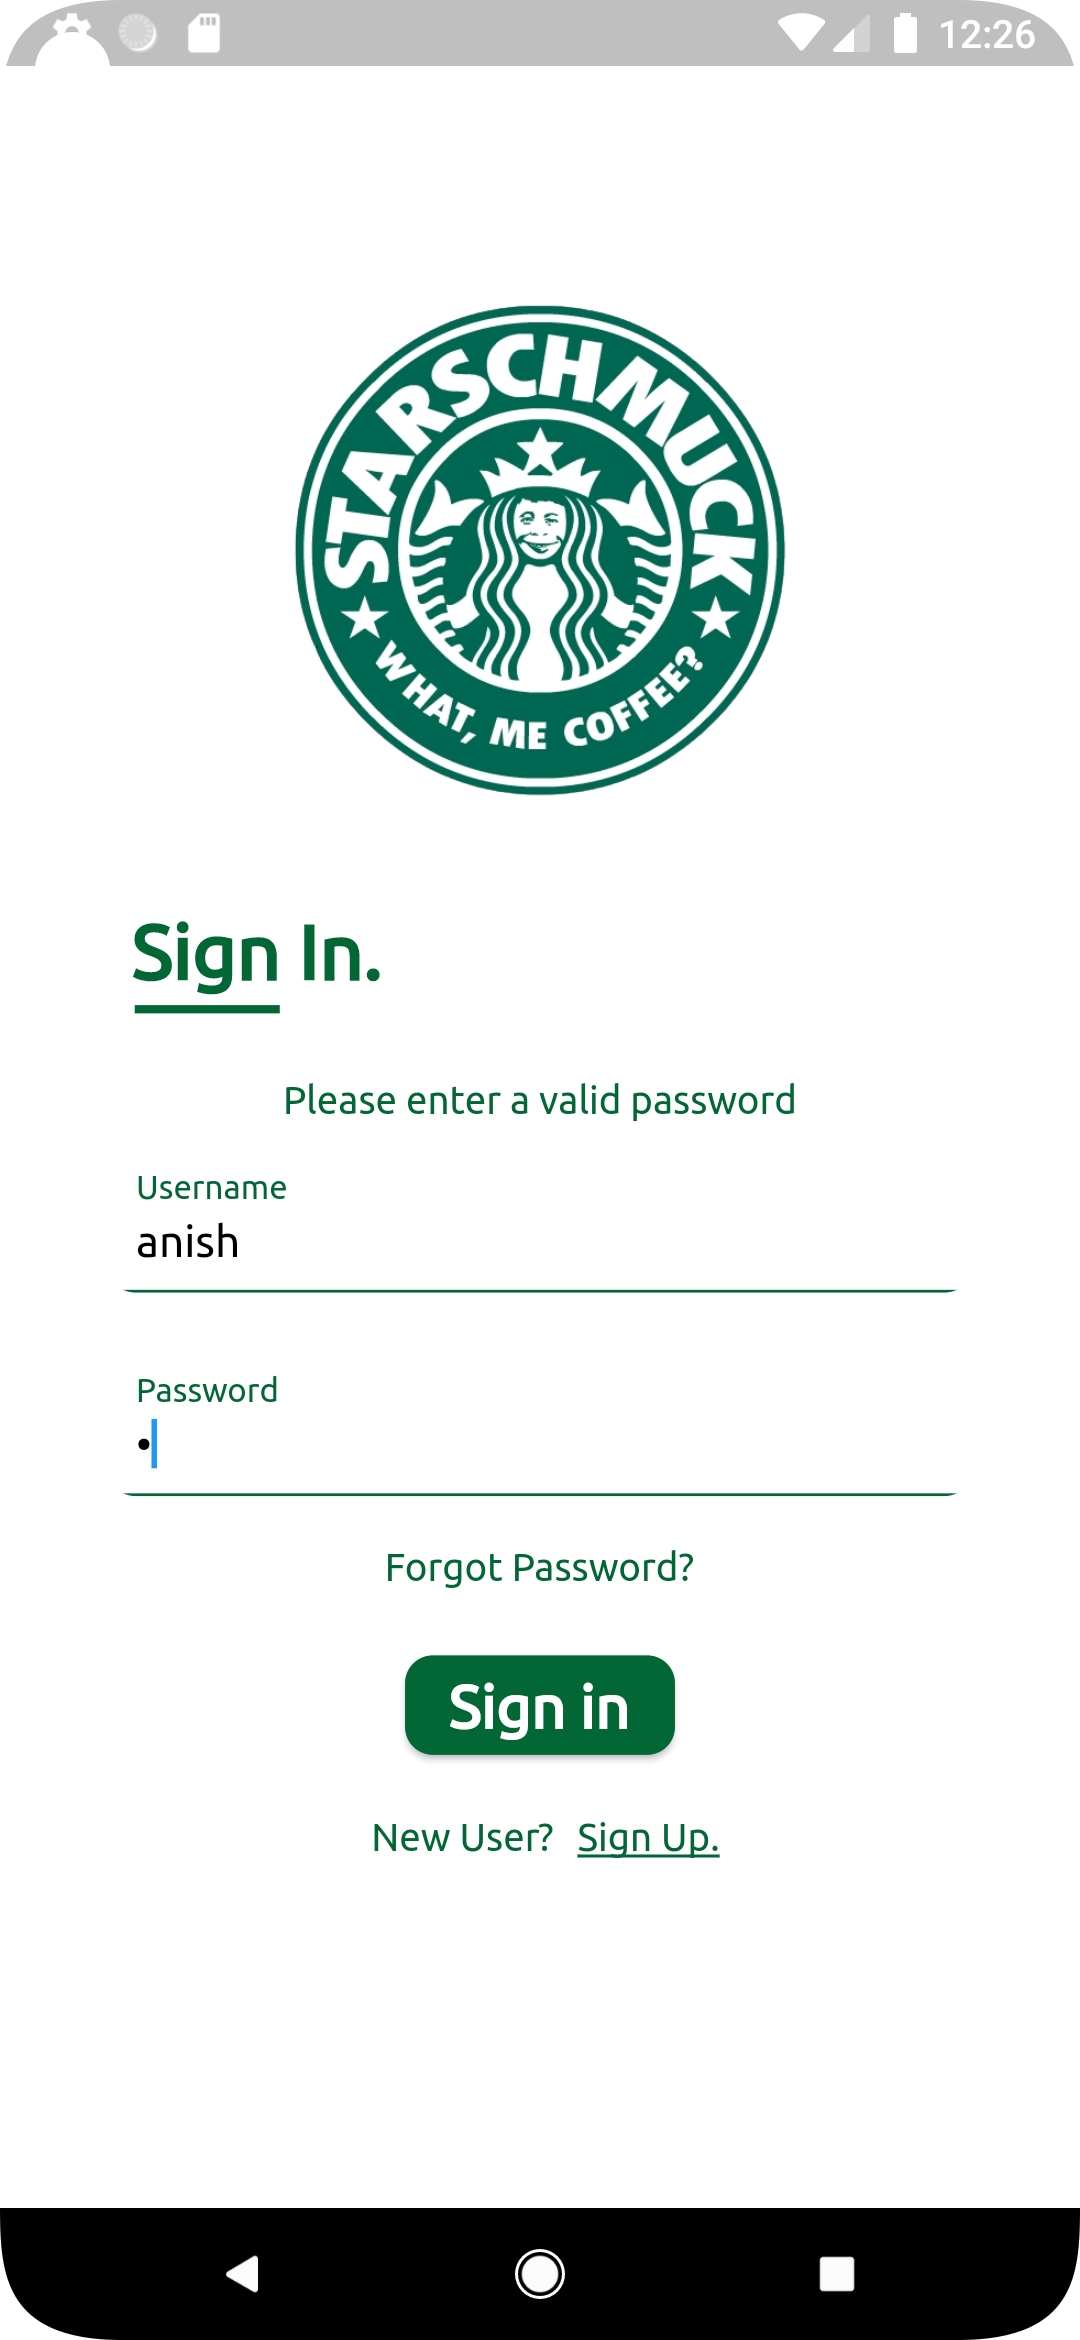 12:26
STARSCHMUCK
WHAT, ME COFFEE?
Sign In.
Please enter a valid password
Username
anish
Password
•
Forgot Password?
Sign in
New User? Sign Up.